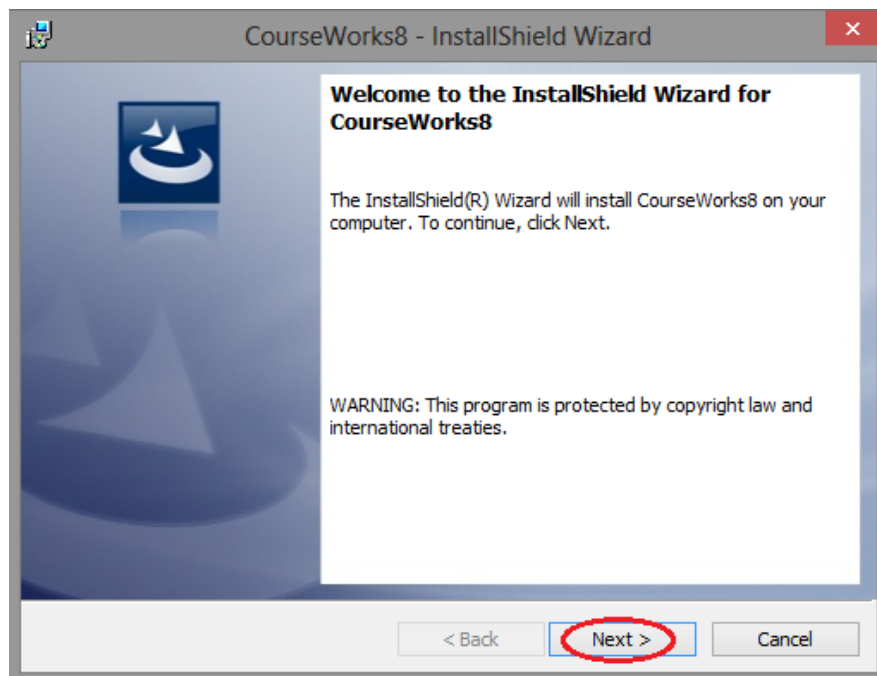 CourseWorks8 - InstallShield Wizard
Welcome to the InstallShield Wizard for
CourseWorks8
The InstallShield(R) Wizard will install CourseWorks8 on your
computer. To continue, click Next.
WARNING: This program is protected by copyright law and
international treaties.
< Back Next > Cancel